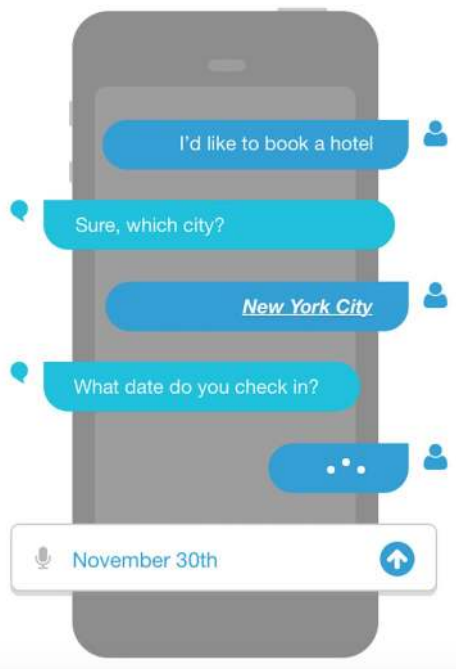 I'd like to book a hotel
Sure, which city?
New York City
What date do you check in?
November 30th